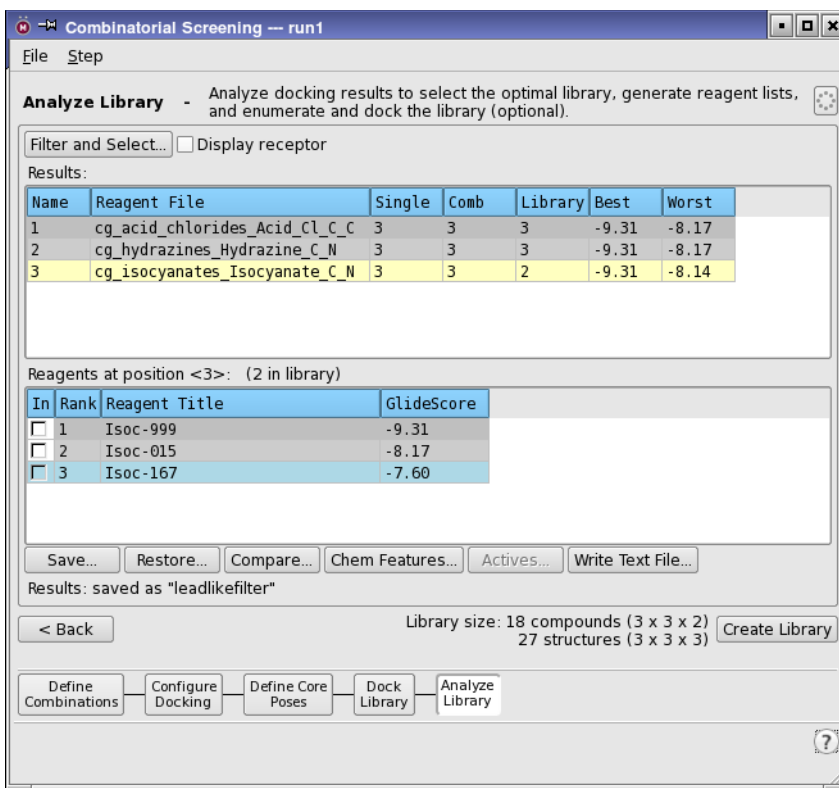 Combinatorial Screening — run1
File Step
Analyze Library - Analyze docking results to select the optimal library, generate reagent lists,
and enumerate and dock the library (optional).
Filter and Select... Display receptor
Results:
Name Reagent File Single Comb Library Best Worst
1 cg_acid_chlorides_Acid_Cl_C_C 3 3 3 -9.31 -8.17
2 cg_hydrazines_Hydrazine_C_N 3 3 3 -9.31 -8.17
3 cg_isocyanates_Isocyanate_C_N 3 3 2 -9.31 -8.14
Reagents at position <3>: (2 in library)
In Rank Reagent Title GlideScore
1 Isoc-999 -9.31
2 Isoc-015 -8.17
3 Isoc-167 -7.60
Save... Restore... Compare... Chem Features... Actives... Write Text File...
Results: saved as "leadlikefilter"
< Back Library size: 18 compounds (3 x 3 x 2)
27 structures (3 x 3 x 3) Create Library
Define Combinations Configure Docking Define Core Poses Dock Library Analyze Library
?